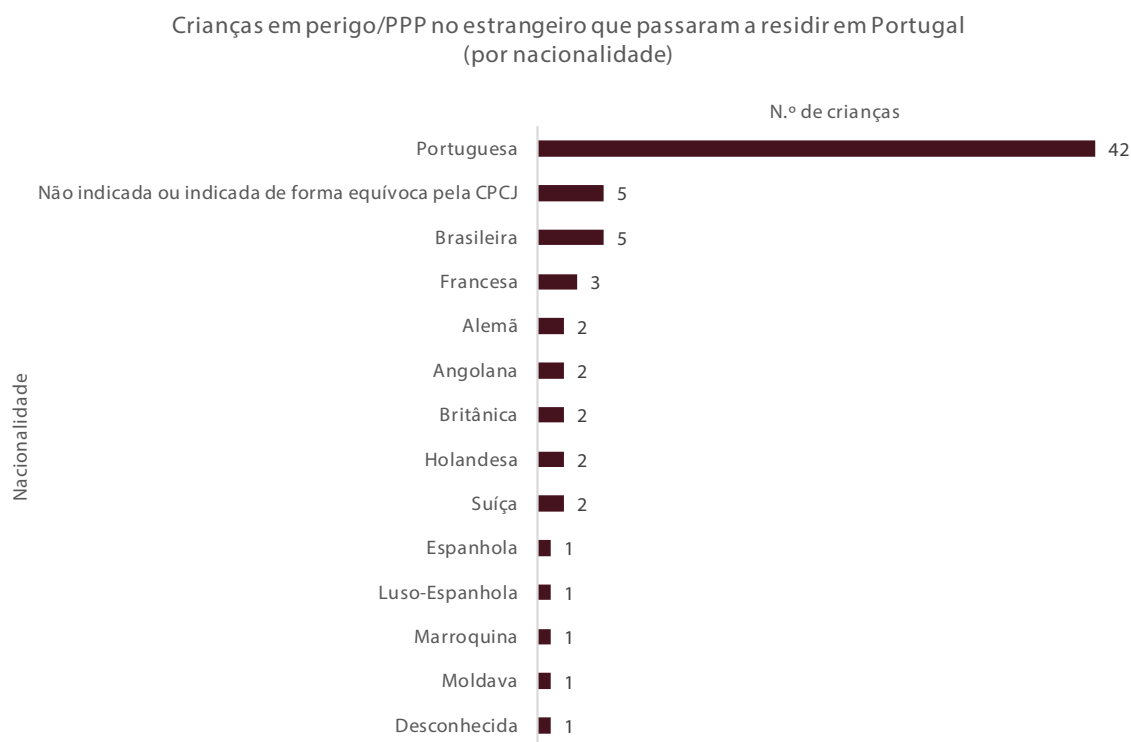 Crianças em perigo/PPP no estrangeiro que passaram a residir em Portugal
(por nacionalidade)
N.º de crianças
Nacionalidade
Portuguesa 42
Não indicada ou indicada de forma equívoca pela CPCJ 5
Brasileira 5
Francesa 3
Alemã 2
Angolana 2
Britânica 2
Holandesa 2
Suíça 2
Espanhola 1
Luso-Espanhola 1
Marroquina 1
Moldava 1
Desconhecida 1